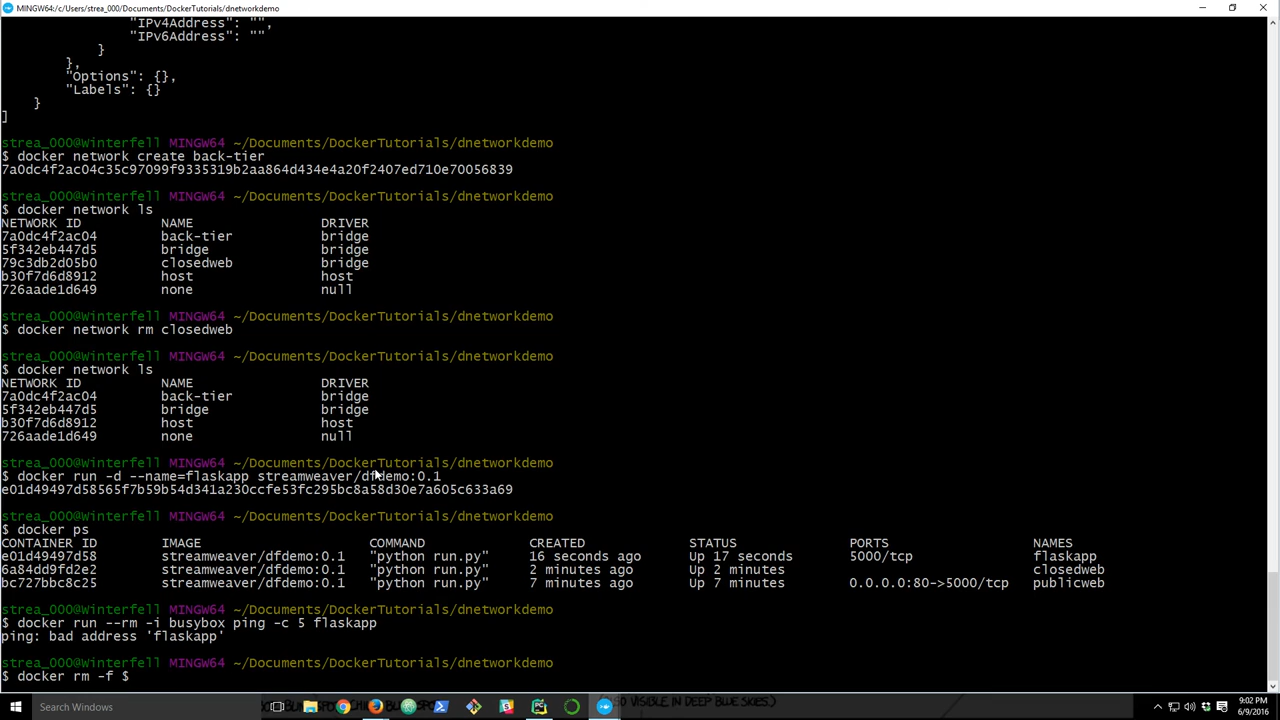 MINGW64:/c/Users/strea_000/Documents/DockerTutorials/dnetworkdemo
"IPv4Address": "",
"IPv6Address": ""
}
},
"Options": {},
"Labels": {}
}
]
strea_000@Winterfell MINGW64 ~/Documents/DockerTutorials/dnetworkdemo
$ docker network create back-tier
7a0dc4f2ac04c35c97099f9335319b2aa864d434e4a20f2407ed710e70056839
strea_000@Winterfell MINGW64 ~/Documents/DockerTutorials/dnetworkdemo
$ docker network ls
NETWORK ID NAME DRIVER
7a0dc4f2ac04 back-tier bridge
5f342eb447d5 bridge bridge
79c3db2d05b0 closedweb bridge
b30f7d6d8912 host host
726aade1d649 none null
strea_000@Winterfell MINGW64 ~/Documents/DockerTutorials/dnetworkdemo
$ docker network rm closedweb
strea_000@Winterfell MINGW64 ~/Documents/DockerTutorials/dnetworkdemo
$ docker network ls
NETWORK ID NAME DRIVER
7a0dc4f2ac04 back-tier bridge
5f342eb447d5 bridge bridge
b30f7d6d8912 host host
726aade1d649 none null
strea_000@Winterfell MINGW64 ~/Documents/DockerTutorials/dnetworkdemo
$ docker run -d --name=flaskapp streamweaver/dfdemo:0.1
e01d49497d58565f7b59b54d341a230ccfe53fc295bc8a58d30e7a605c633a69
strea_000@Winterfell MINGW64 ~/Documents/DockerTutorials/dnetworkdemo
$ docker ps
CONTAINER ID IMAGE COMMAND CREATED STATUS PORTS NAMES
e01d49497d58 streamweaver/dfdemo:0.1 "python run.py" 16 seconds ago Up 17 seconds 5000/tcp flaskapp
6a84dd9fd2e2 streamweaver/dfdemo:0.1 "python run.py" 2 minutes ago Up 2 minutes closedweb
bc727bbc8c25 streamweaver/dfdemo:0.1 "python run.py" 7 minutes ago Up 7 minutes 0.0.0.0:80->5000/tcp publicweb
strea_000@Winterfell MINGW64 ~/Documents/DockerTutorials/dnetworkdemo
$ docker run --rm -i busybox ping -c 5 flaskapp
ping: bad address 'flaskapp'
strea_000@Winterfell MINGW64 ~/Documents/DockerTutorials/dnetworkdemo
$ docker rm -f $
Search Windows
VISIBLE IN DEEP BLUE SKIES.)
9:02 PM
6/9/2016